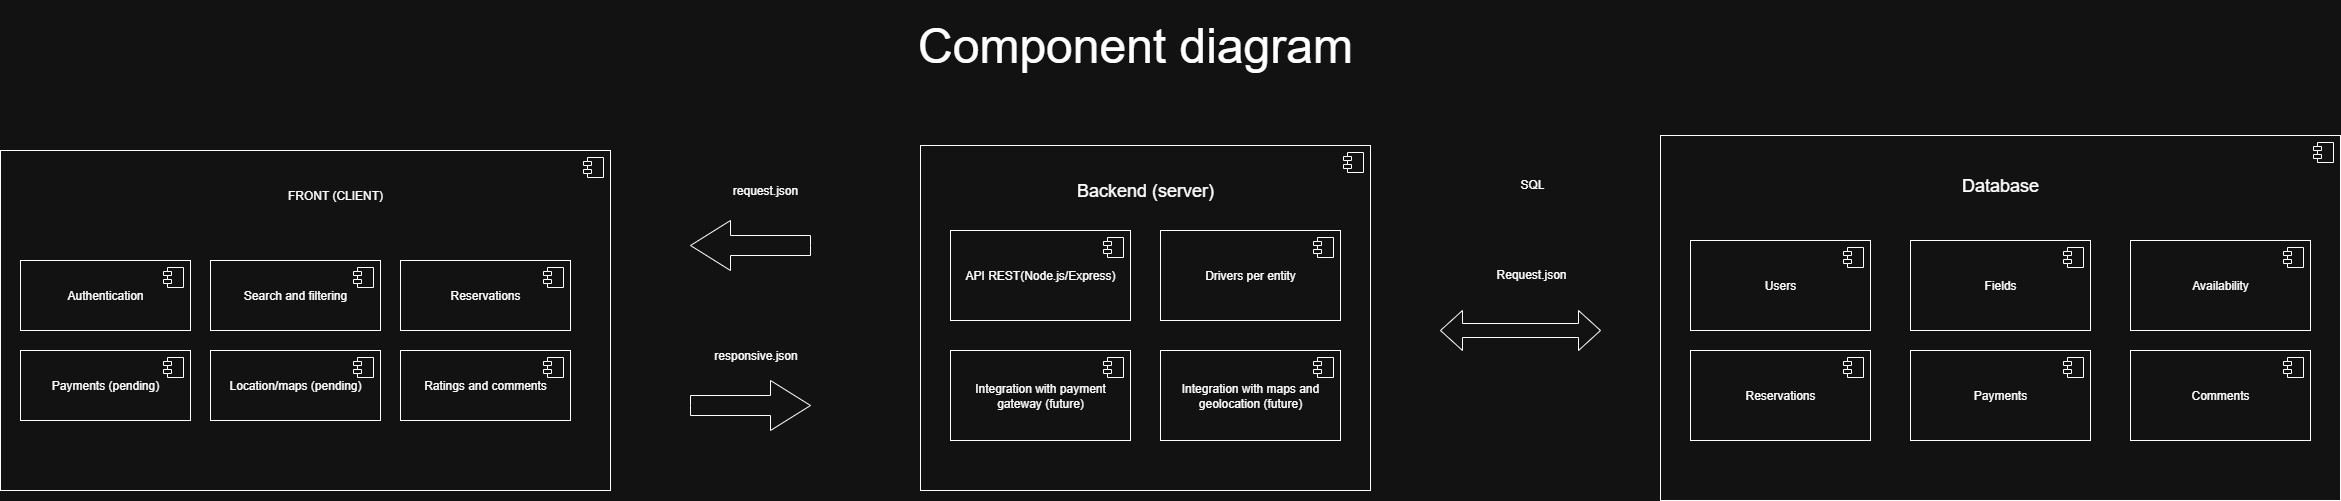 Component diagram
FRONT (CLIENT)
Authentication
Search and filtering
Reservations
Payments (pending)
Location/maps (pending)
Ratings and comments
request.json
responsive.json
Backend (server)
API REST(Node.js/Express)
Drivers per entity
Integration with payment
gateway (future)
Integration with maps and
geolocation (future)
SQL
Request.json
Database
Users
Fields
Availability
Reservations
Payments
Comments